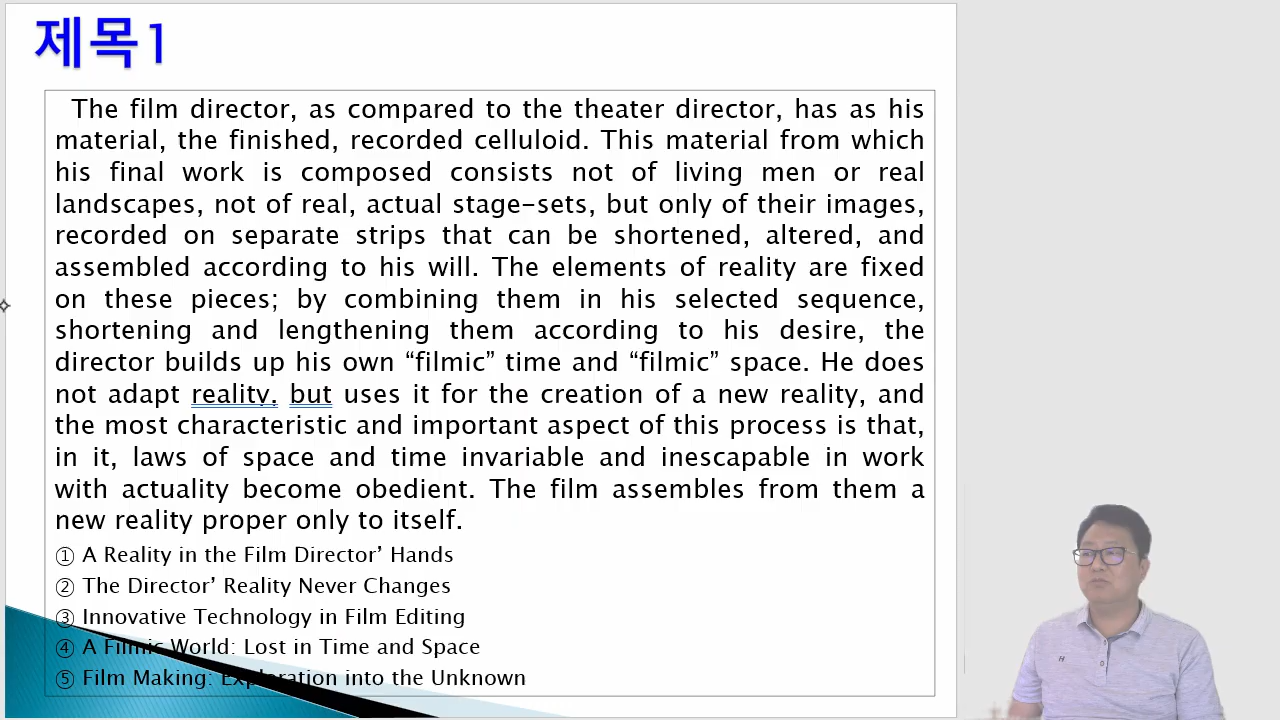 제목1
The film director, as compared to the theater director, has as his
material, the finished, recorded celluloid. This material from which
his final work is composed consists not of living men or real
landscapes, not of real, actual stage-sets, but only of their images,
recorded on separate strips that can be shortened, altered, and
assembled according to his will. The elements of reality are fixed
on these pieces; by combining them in his selected sequence,
shortening and lengthening them according to his desire, the
director builds up his own “filmic” time and “filmic” space. He does
not adapt reality. but uses it for the creation of a new reality, and
the most characteristic and important aspect of this process is that,
in it, laws of space and time invariable and inescapable in work
with actuality become obedient. The film assembles from them a
new reality proper only to itself.
① A Reality in the Film Director’ Hands
② The Director’ Reality Never Changes
③ Innovative Technology in Film Editing
④ A Filmic World: Lost in Time and Space
⑤ Film Making: Exploration into the Unknown